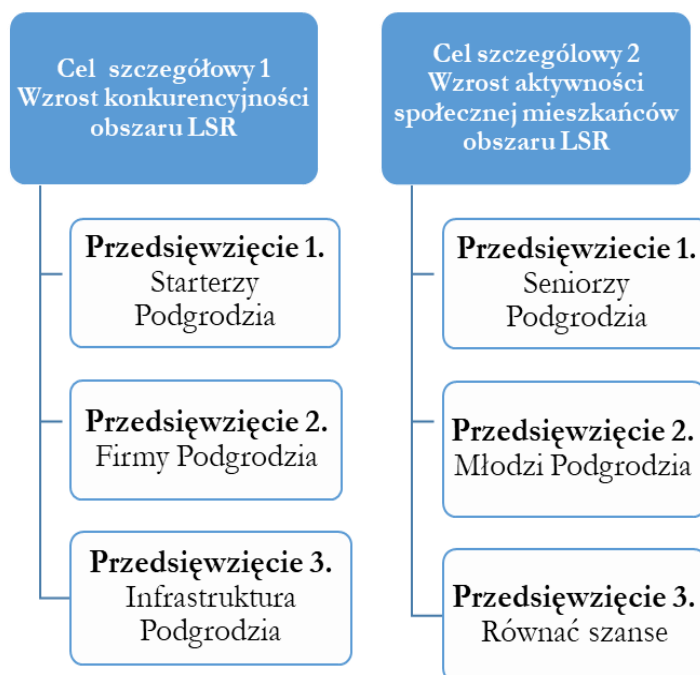 Cel szczegółowy 1
Wzrost konkurencyjności
obszaru LSR
Przedsięwzięcie 1.
Starterzy
Podgrodzia
Przedsięwzięcie 2.
Firmy Podgrodzia
Przedsięwzięcie 3.
Infrastruktura
Podgrodzia
Cel szczególowy 2
Wzrost aktywności
społecznej mieszkańców
obszaru LSR
Przedsięwziecie 1.
Seniorzy
Podgrodzia
Przedsięwzięcie 2.
Młodzi Podgrodzia
Przedsięwzięcie 3.
Równać szanse